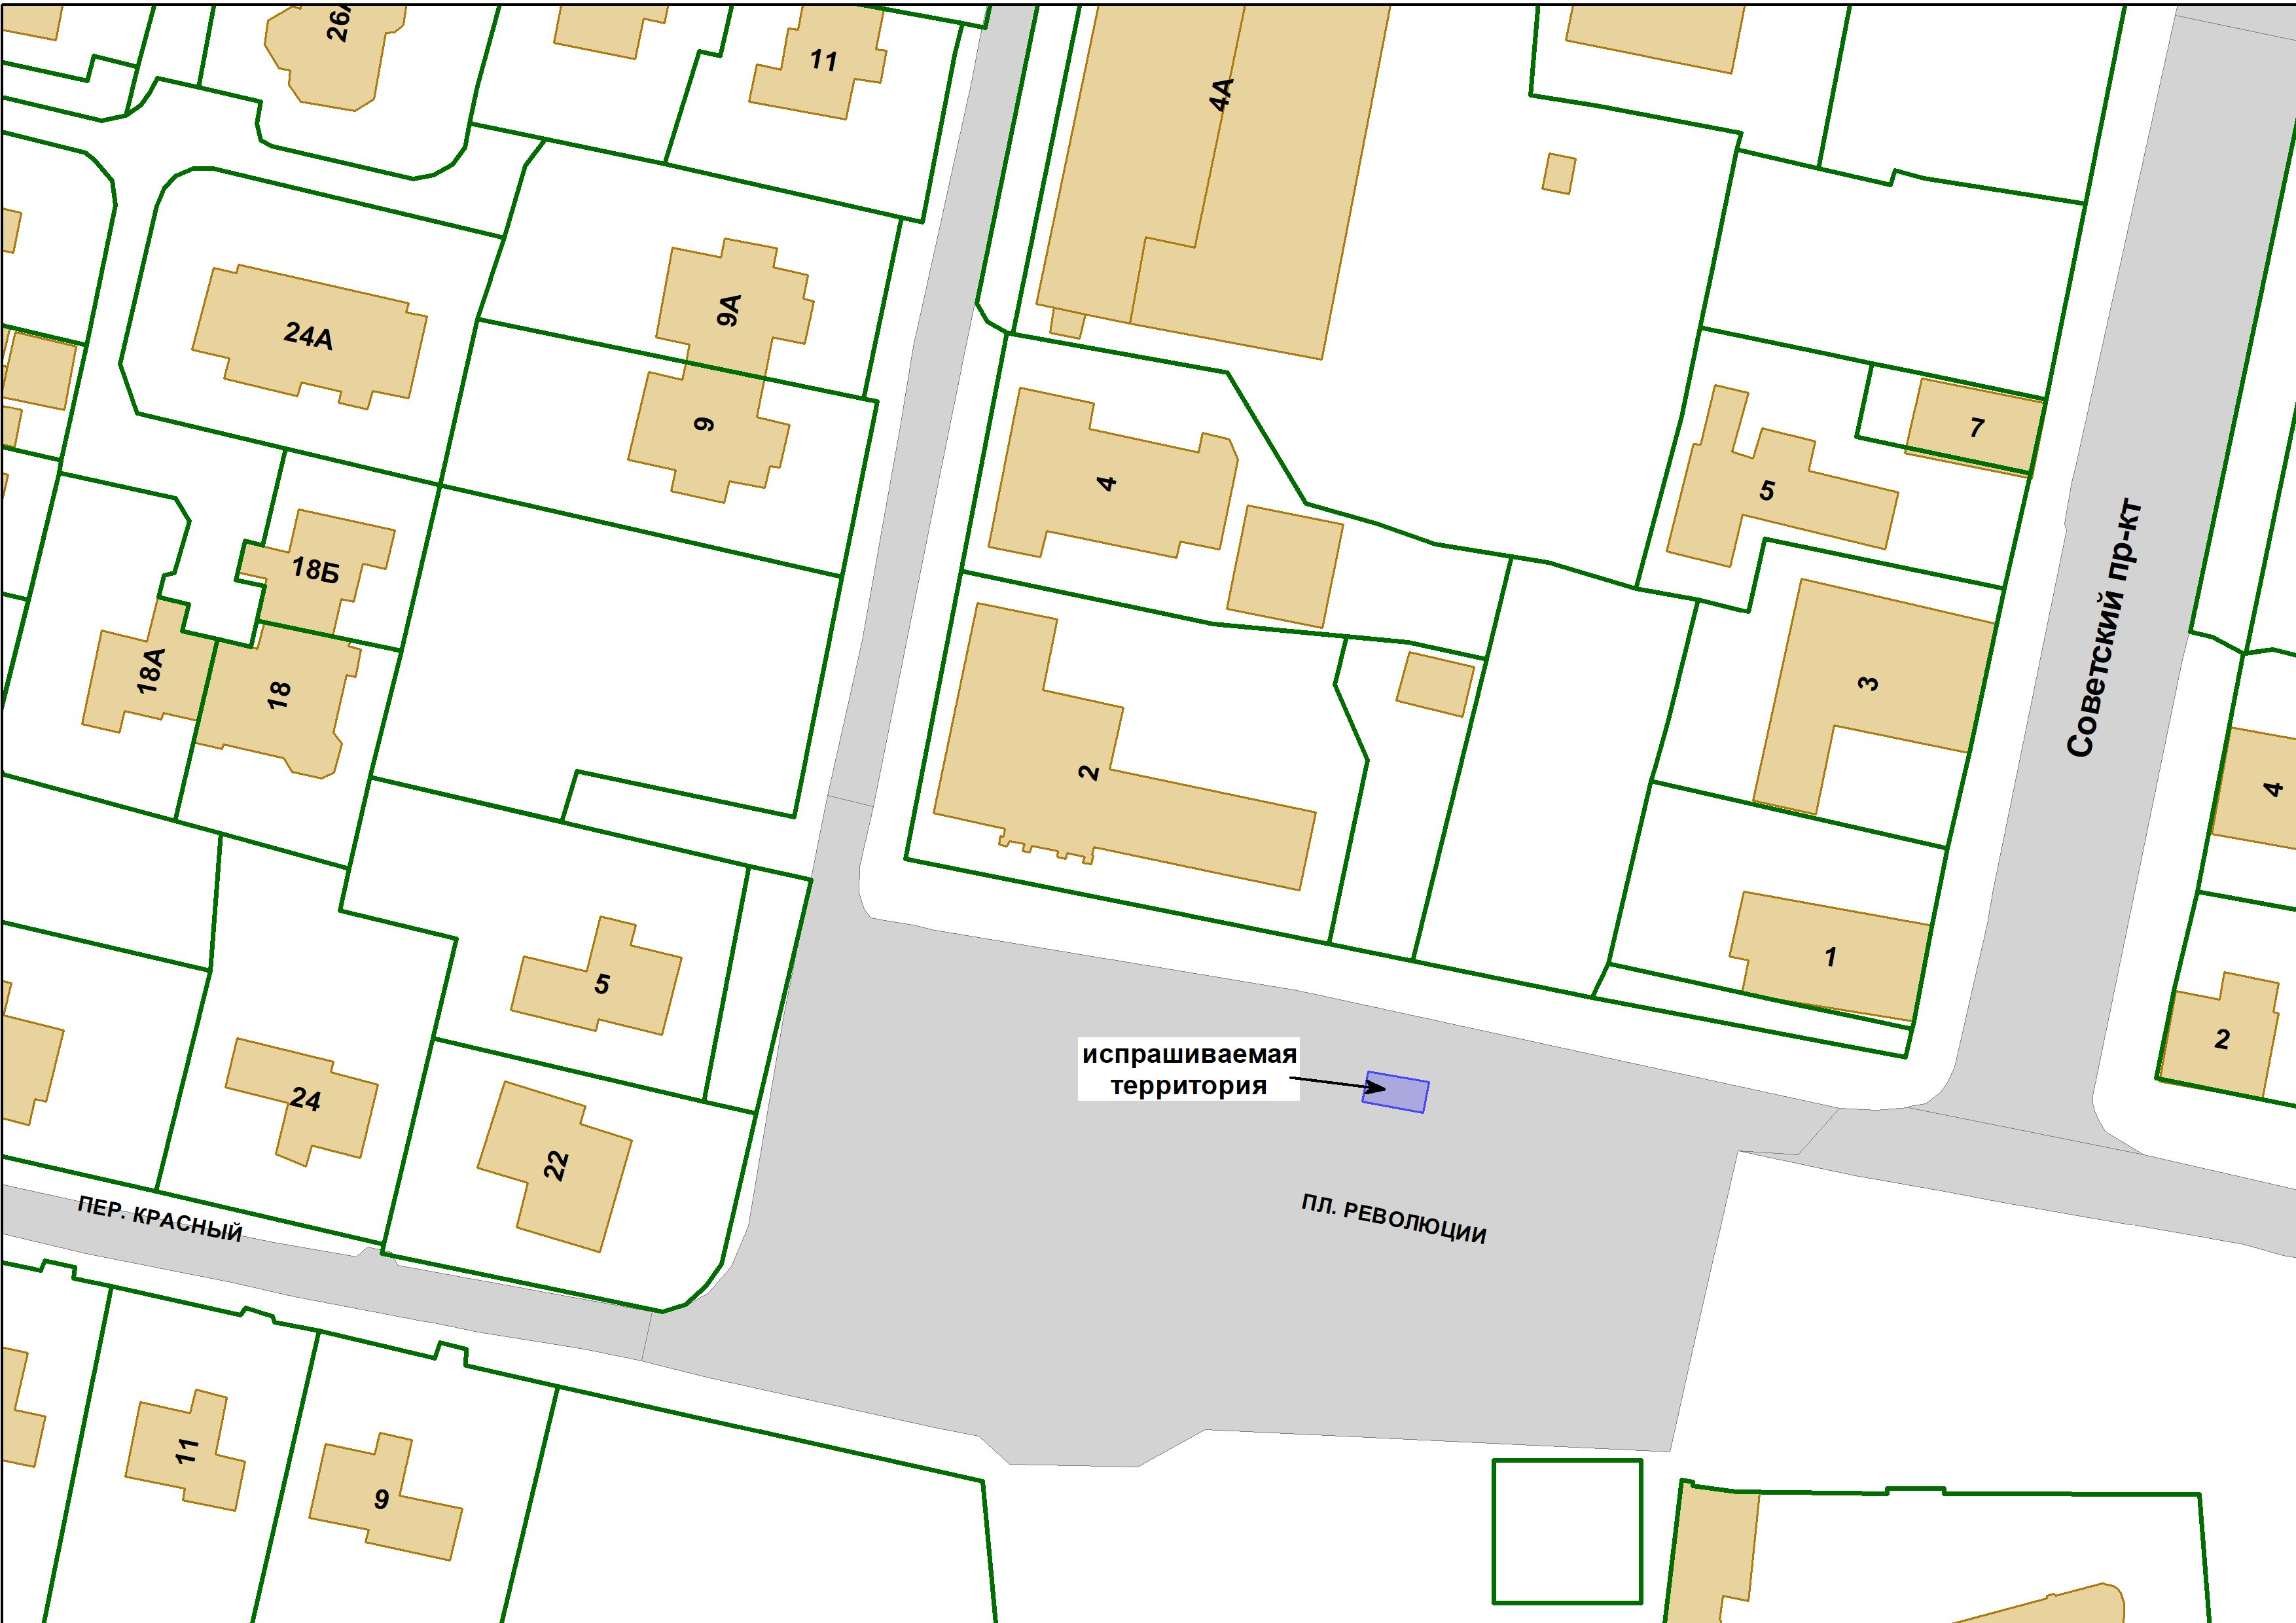 26А
11
4А
9А
24А
9
7
4
5
18Б
Советский пр-кт
18А
18
3
2
4
1
5
2
испрашиваемая
территория
24
22
ПЕР. КРАСНЫЙ
ПЛ. РЕВОЛЮЦИИ
11
9